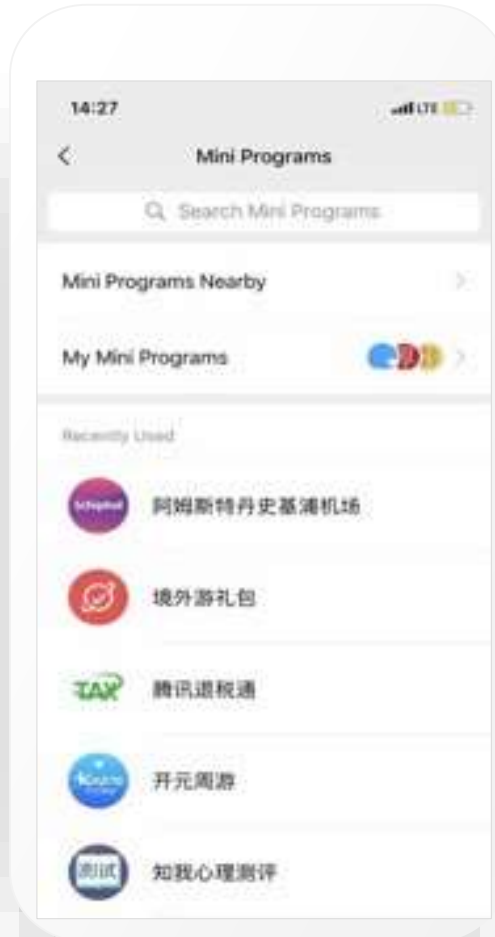 14:27
LTE
Mini Programs
Search Mini Programs
Mini Programs Nearby
My Mini Programs
Recently Used
Schiphol
阿姆斯特丹史基浦机场
境外游礼包
TAX
腾讯退税通
开元周游
测试
知我心理测评